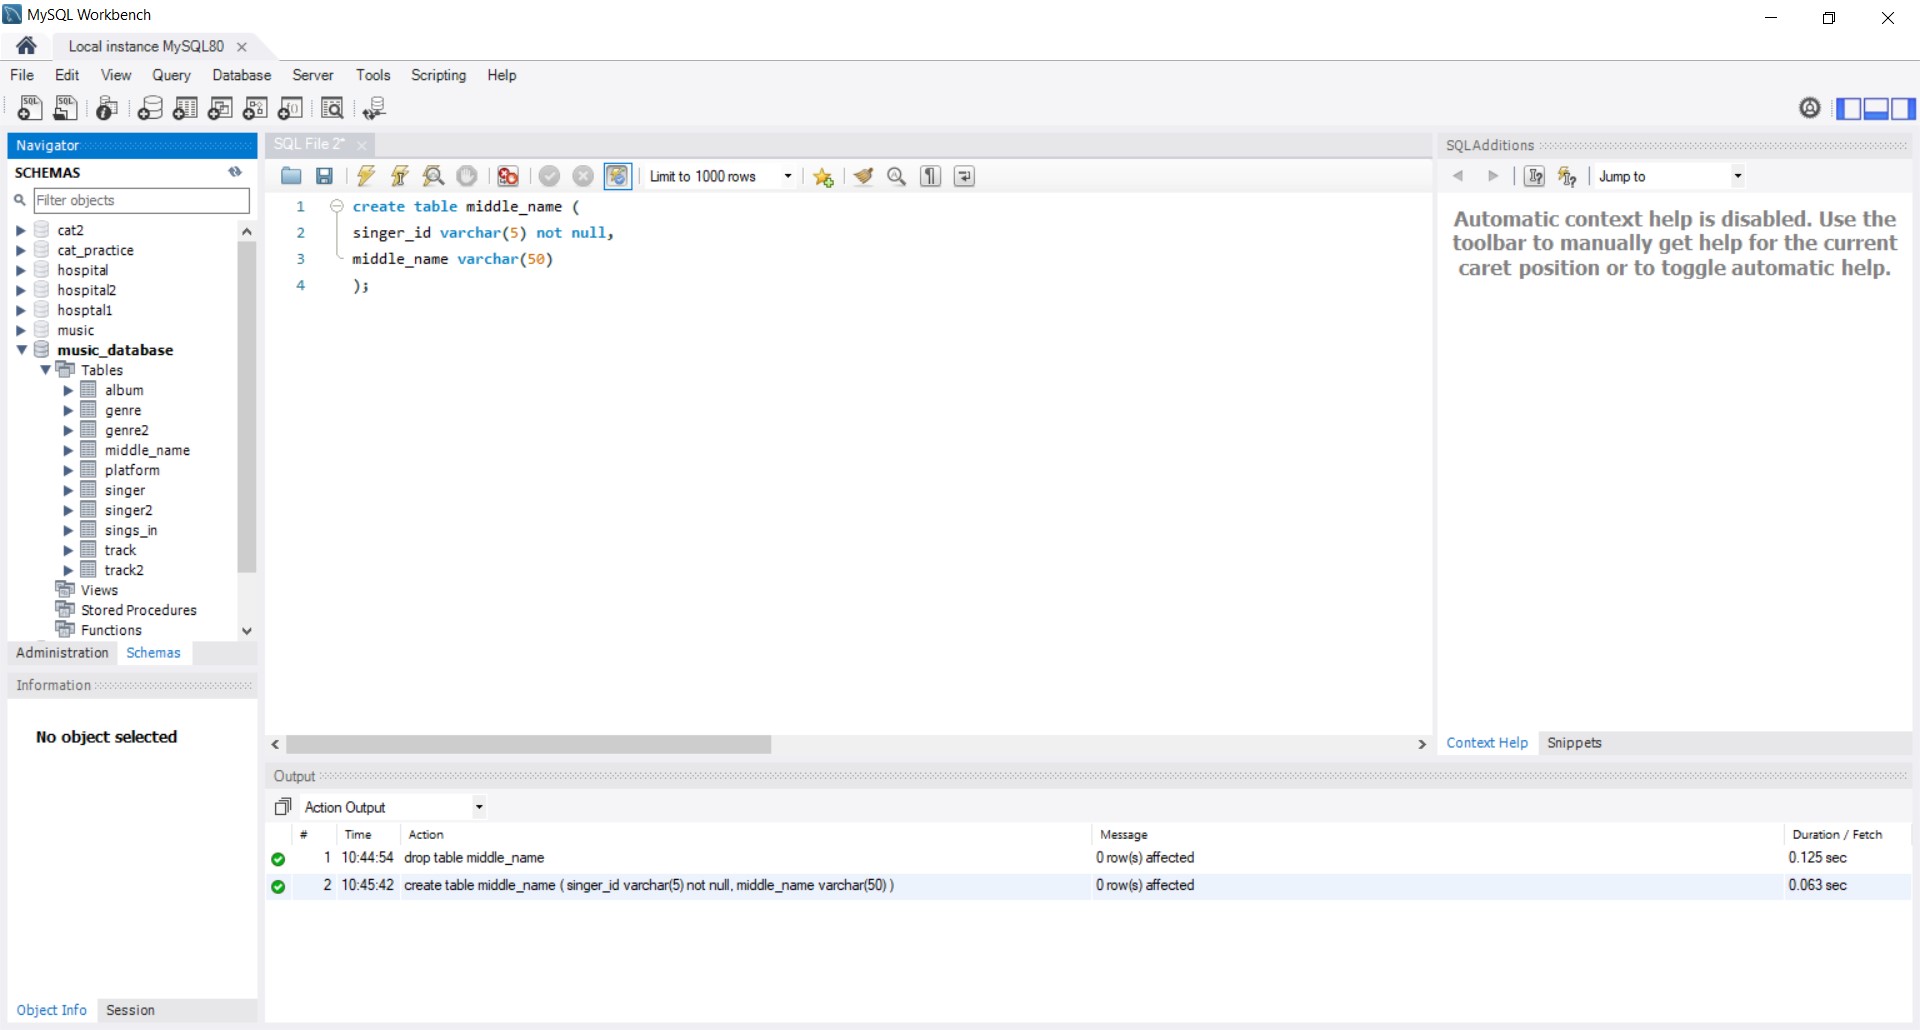 MySQL Workbench
Local instance MySQL80
File Edit View Query Database Server Tools Scripting Help
Navigator
SCHEMAS
Filter objects
cat2
cat_practice
hospital
hospital2
hosptal1
music
music_database
Tables
album
genre
genre2
middle_name
platform
singer
singer2
sings_in
track
track2
Views
Stored Procedures
Functions
Administration Schemas
Information
No object selected
Object Info Session
SQL File 2*
Limit to 1000 rows
1 create table middle_name (
2 singer_id varchar(5) not null,
3 middle_name varchar(50)
4 );
SQLAdditions
Jump to
Automatic context help is disabled. Use the
toolbar to manually get help for the current
caret position or to toggle automatic help.
Context Help Snippets
Output
Action Output
# Time Action Message Duration / Fetch
1 10:44:54 drop table middle_name 0 row(s) affected 0.125 sec
2 10:45:42 create table middle_name ( singer_id varchar(5) not null, middle_name varchar(50) ) 0 row(s) affected 0.063 sec